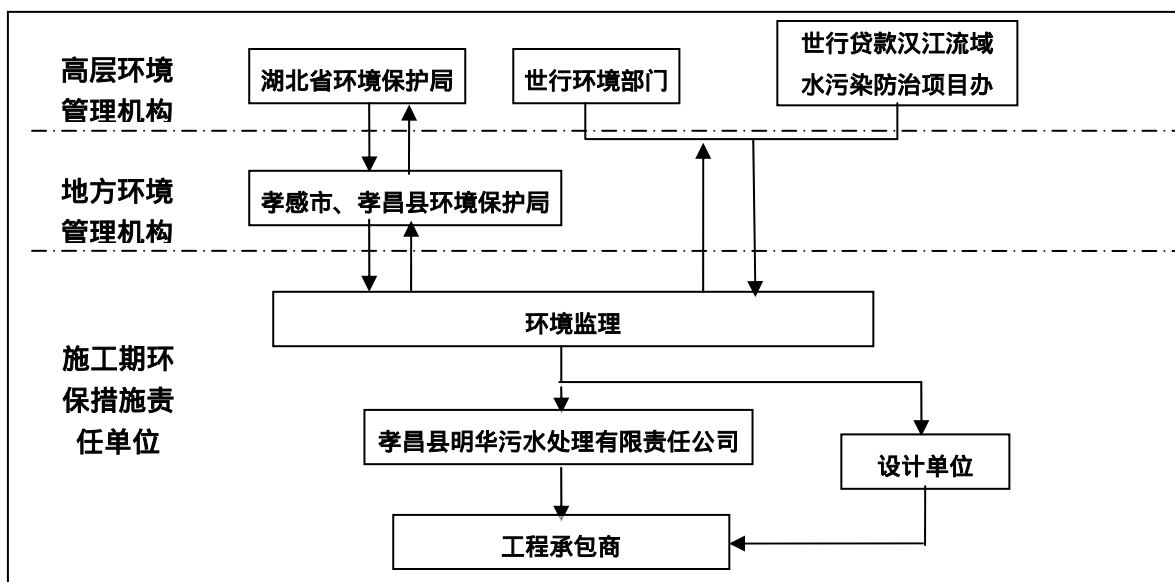 高层环境
管理机构
湖北省环境保护局
世行环境部门
世行贷款汉江流域
水污染防治项目办
地方环境
管理机构
孝感市、孝昌县环境保护局
环境监理
施工期环
保措施责
任单位
孝昌县明华污水处理有限责任公司
设计单位
工程承包商